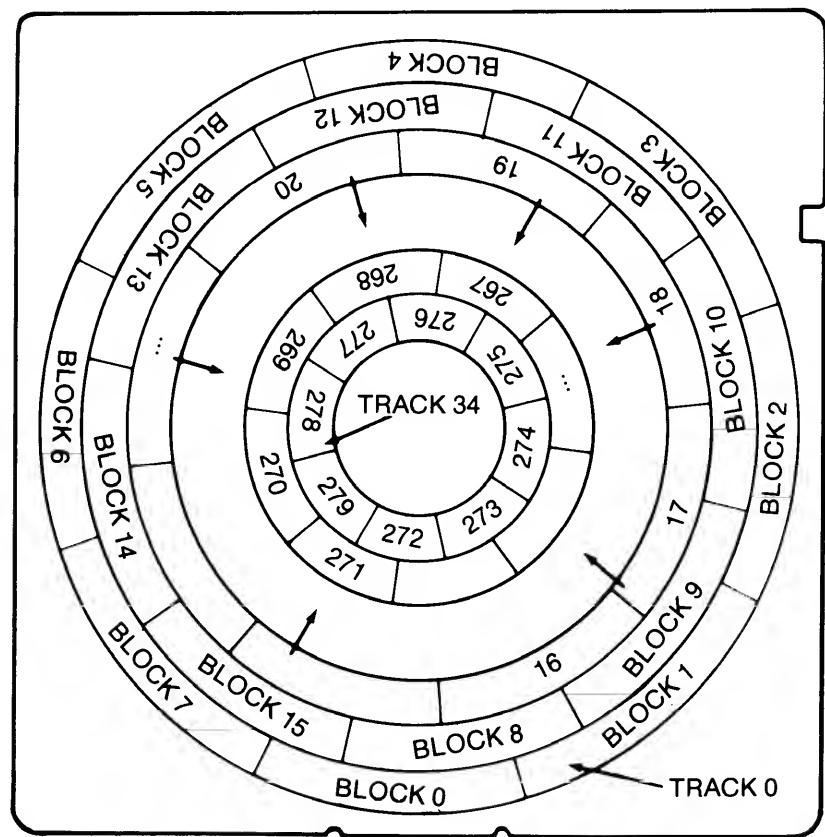 BLOCK 0
BLOCK 1
BLOCK 2
BLOCK 3
BLOCK 4
BLOCK 5
BLOCK 6
BLOCK 7
BLOCK 8
BLOCK 9
BLOCK 10
BLOCK 11
BLOCK 12
BLOCK 13
BLOCK 14
BLOCK 15
16
17
18
19
20
...
267
268
269
270
271
...
272
273
274
275
276
277
278
279
TRACK 34
TRACK 0